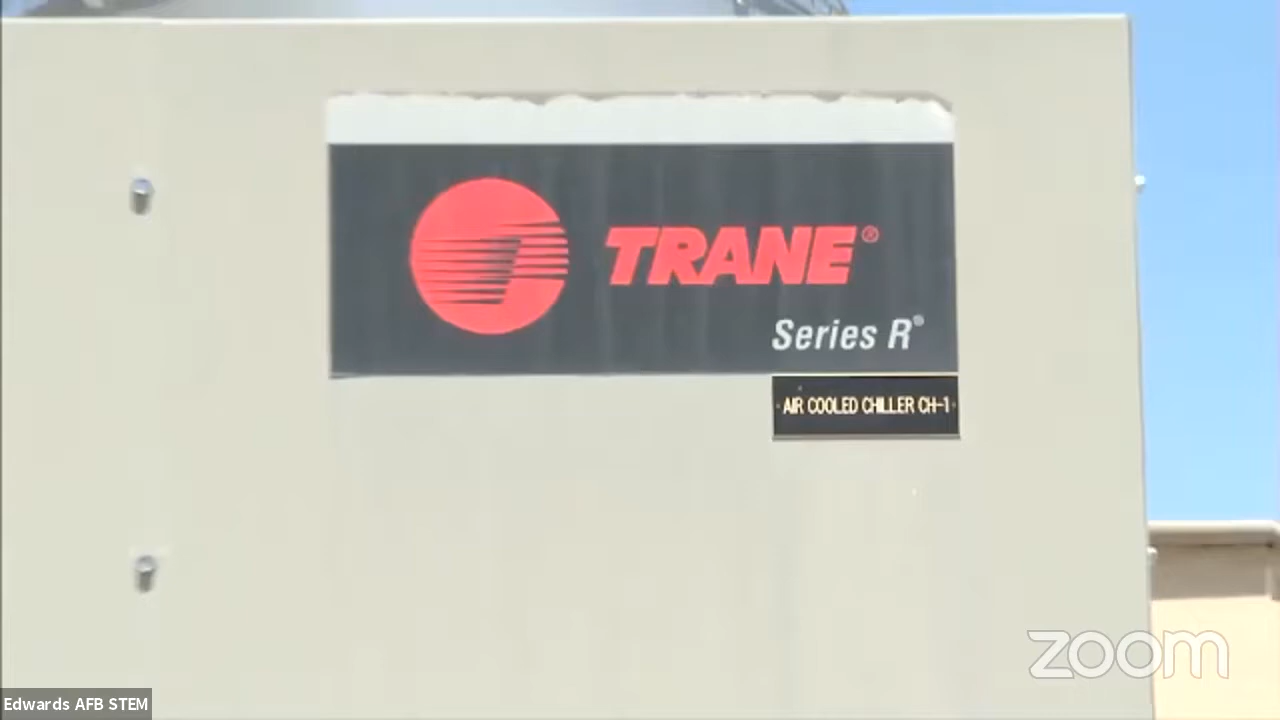 TRANE®
Series R®
AIR COOLED CHILLER CH-1
zoom
Edwards AFB STEM